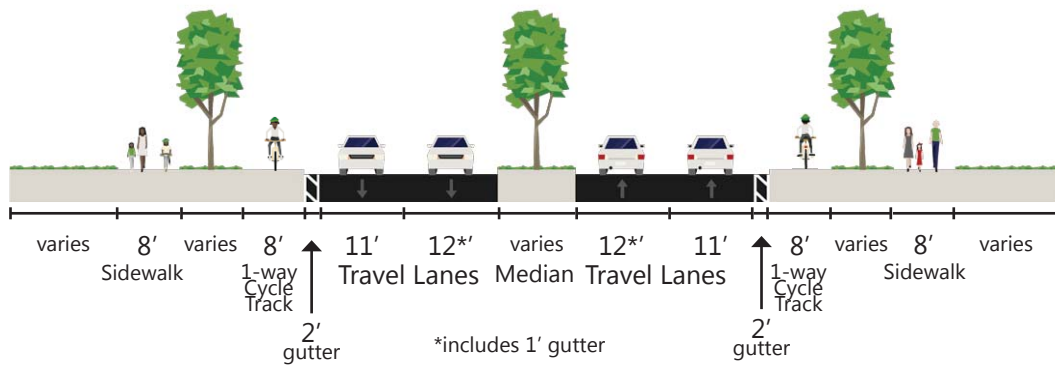 varies
8'
Sidewalk
varies
8'
1-way
Cycle
Track
2'
gutter
11'
12*'
Travel Lanes
varies
Median
12*'
11'
Travel Lanes
2'
gutter
8'
1-way
Cycle
Track
varies
8'
Sidewalk
varies
*includes 1' gutter